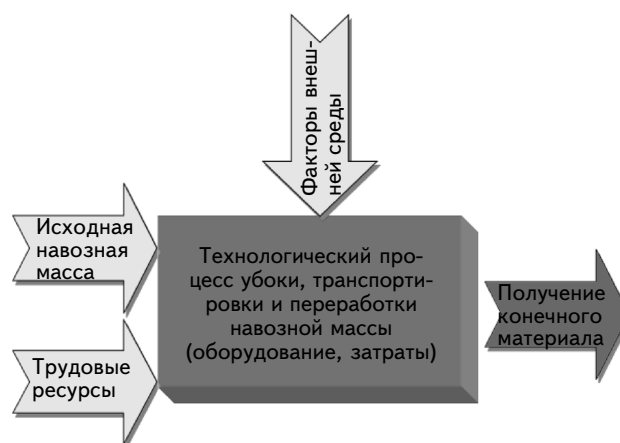 Факторы внеш-
ней среды
Исходная
навозная
масса
Технологический про-
цесс убоки, транспорти-
ровки и переработки
навозной массы
(оборудование, затраты)
Получение
конечного
материала
Трудовые
ресурсы